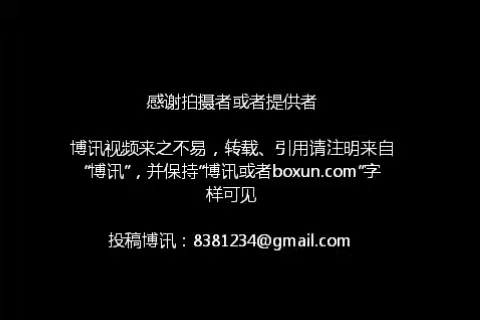 感谢拍摄者或者提供者
博讯视频来之不易，转载、引用请注明来自
"博讯"，并保持"博讯或者boxun.com"字
样可见
投稿博讯：8381234@gmail.com